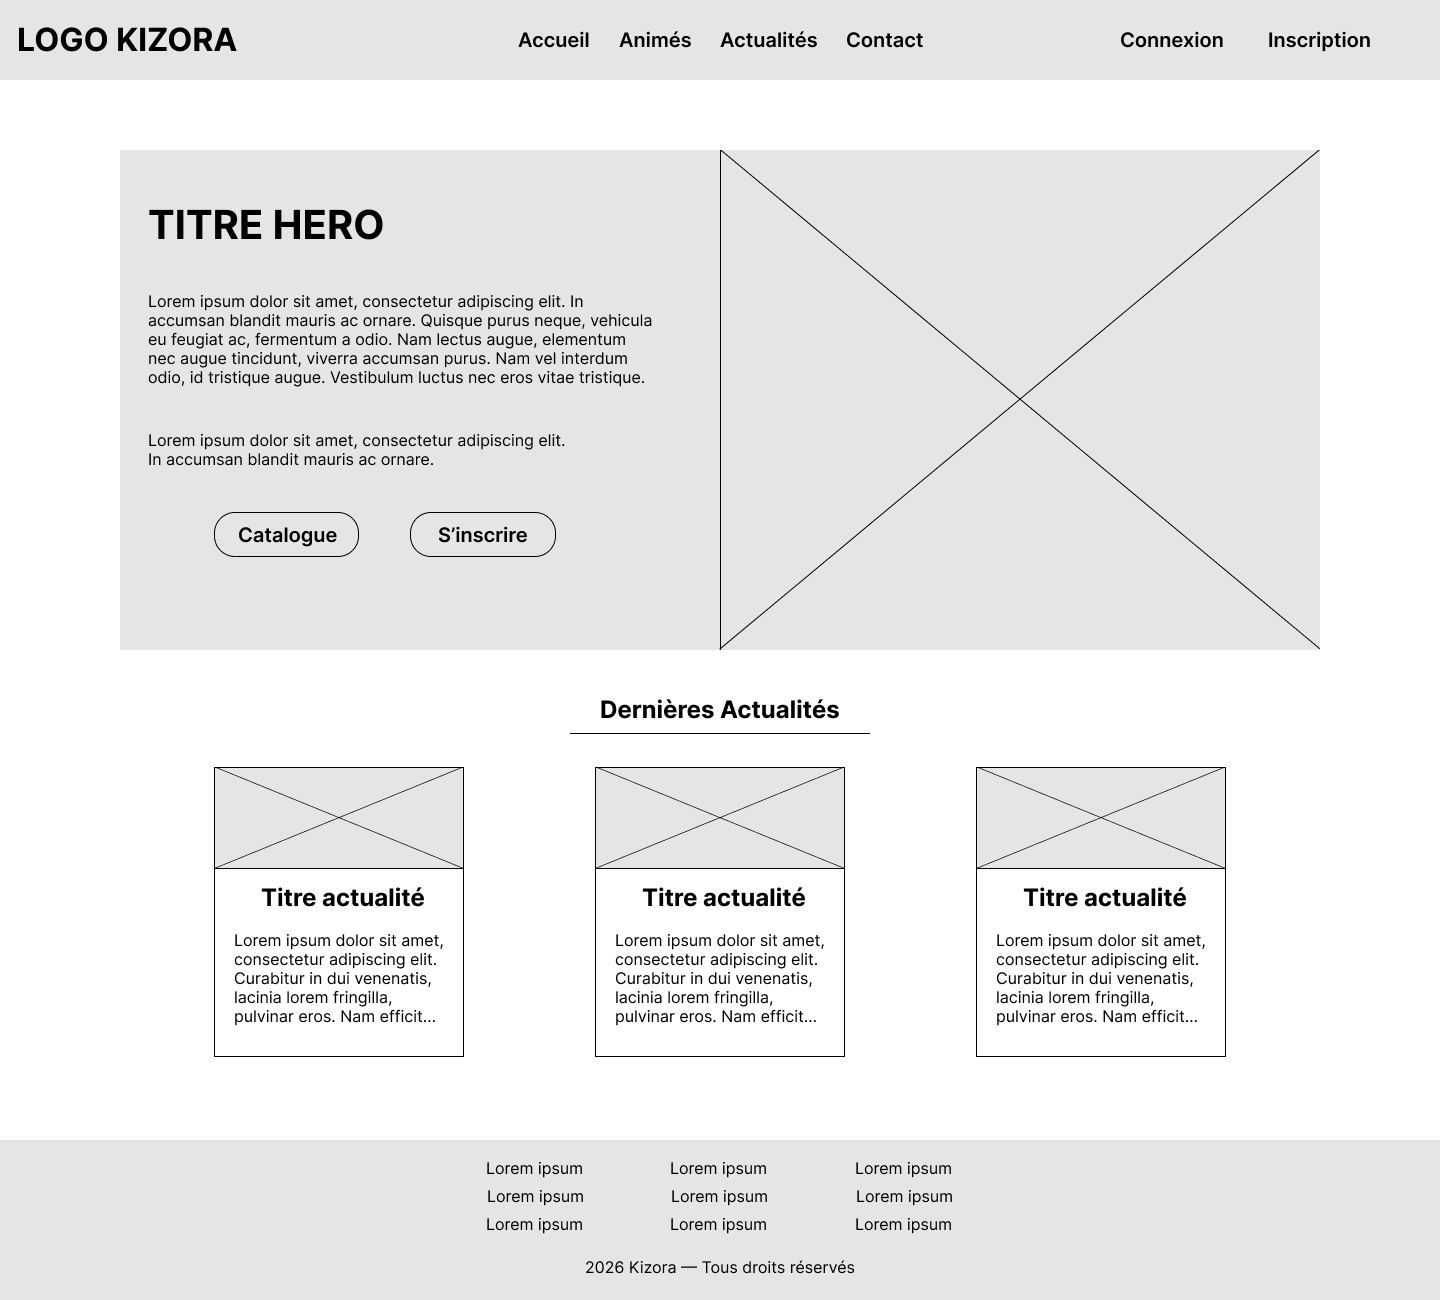 LOGO KIZORA
Accueil Animés Actualités Contact
Connexion Inscription
TITRE HERO
Lorem ipsum dolor sit amet, consectetur adipiscing elit. In
accumsan blandit mauris ac ornare. Quisque purus neque, vehicula
eu feugiat ac, fermentum a odio. Nam lectus augue, elementum
nec augue tincidunt, viverra accumsan purus. Nam vel interdum
odio, id tristique augue. Vestibulum luctus nec eros vitae tristique.
Lorem ipsum dolor sit amet, consectetur adipiscing elit.
In accumsan blandit mauris ac ornare.
Catalogue S’inscrire
Dernières Actualités
Titre actualité
Lorem ipsum dolor sit amet,
consectetur adipiscing elit.
Curabitur in dui venenatis,
lacinia lorem fringilla,
pulvinar eros. Nam efficit...
Titre actualité
Lorem ipsum dolor sit amet,
consectetur adipiscing elit.
Curabitur in dui venenatis,
lacinia lorem fringilla,
pulvinar eros. Nam efficit...
Titre actualité
Lorem ipsum dolor sit amet,
consectetur adipiscing elit.
Curabitur in dui venenatis,
lacinia lorem fringilla,
pulvinar eros. Nam efficit...
Lorem ipsum Lorem ipsum Lorem ipsum
Lorem ipsum Lorem ipsum Lorem ipsum
Lorem ipsum Lorem ipsum Lorem ipsum
2026 Kizora — Tous droits réservés